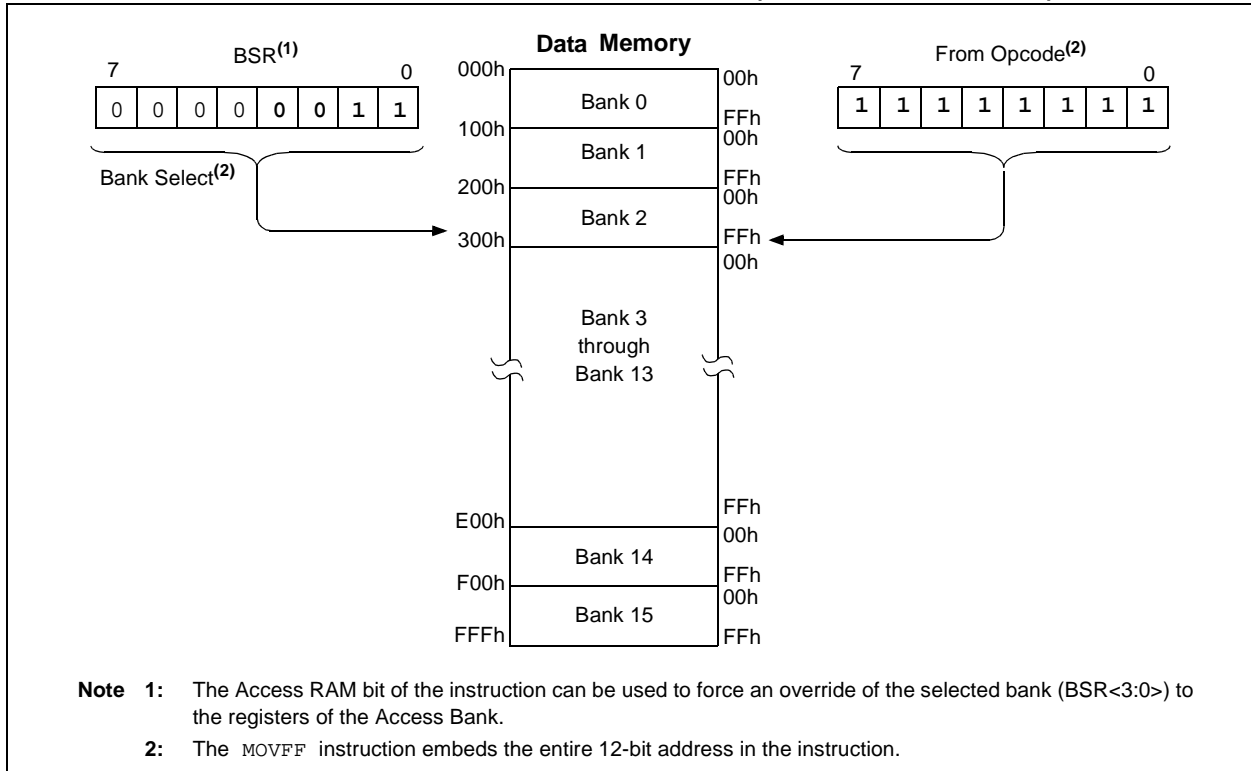 BSR(1)
7 0
0 0 0 0 0 0 1 1
Bank Select(2)
Data Memory
000h
00h
Bank 0
FFh
100h
00h
Bank 1
FFh
200h
00h
Bank 2
FFh
300h
00h
Bank 3
through
Bank 13
FFh
E00h
00h
Bank 14
FFh
F00h
00h
Bank 15
FFFh
FFh
From Opcode(2)
7 0
1 1 1 1 1 1 1 1
Note 1: The Access RAM bit of the instruction can be used to force an override of the selected bank (BSR<3:0>) to
the registers of the Access Bank.
2: The MOVFF instruction embeds the entire 12-bit address in the instruction.